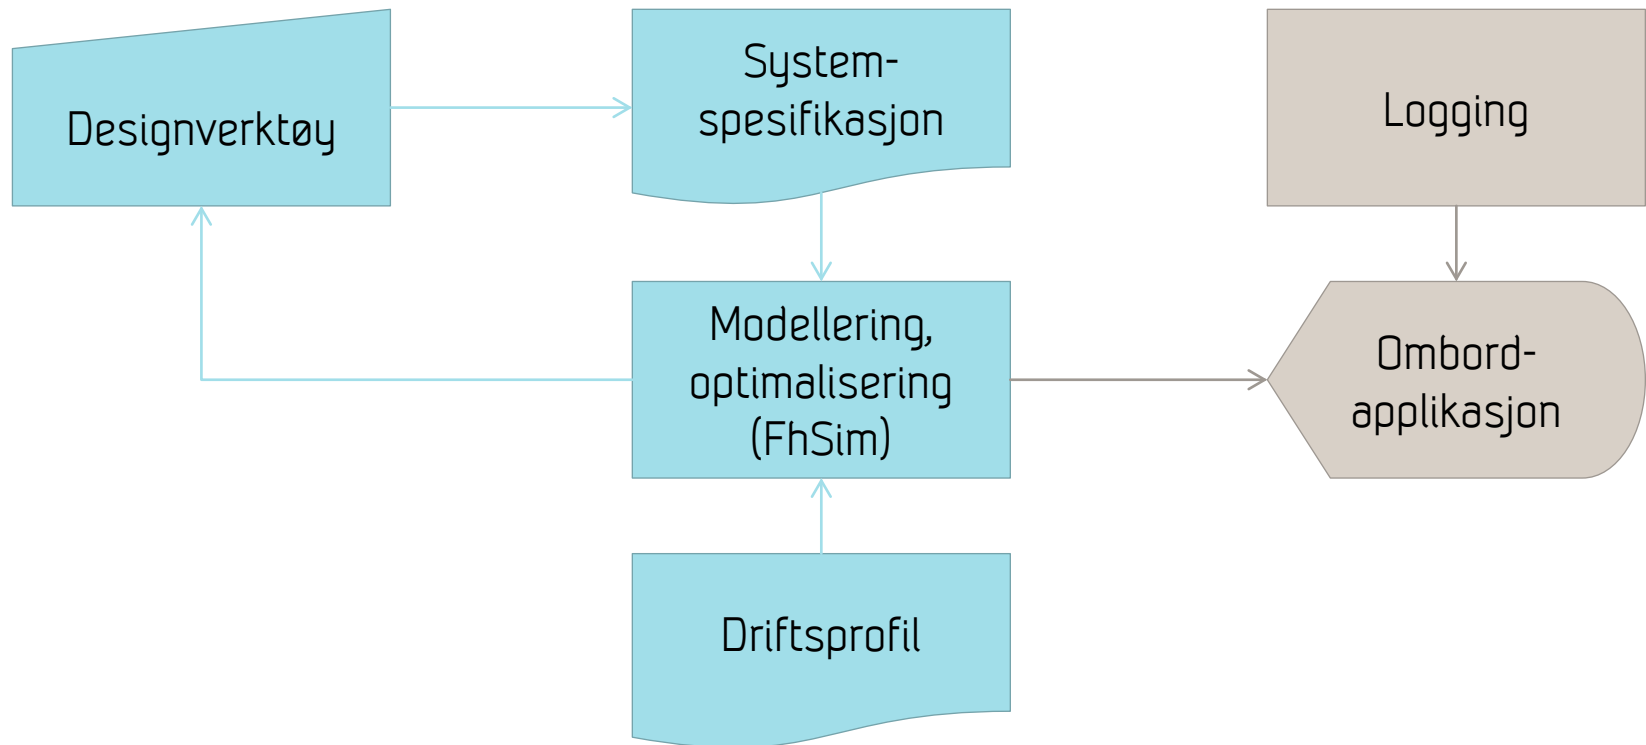 Designverktøy
System-
spesifikasjon
Logging
Modellering,
optimalisering
(FhSim)
Ombord-
applikasjon
Driftsprofil